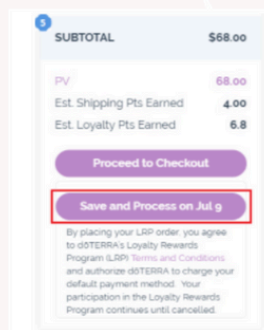 5
SUBTOTAL $68.00
PV 68.00
Est. Shipping Pts Earned 4.00
Est. Loyalty Pts Earned 6.8
Proceed to Checkout
Save and Process on Jul 9
By placing your LRP order, you agree
to dōTERRA's Loyalty Rewards
Program (LRP) Terms and Conditions
and authorize dōTERRA to charge your
default payment method. Your
participation in the Loyalty Rewards
Program continues until cancelled.